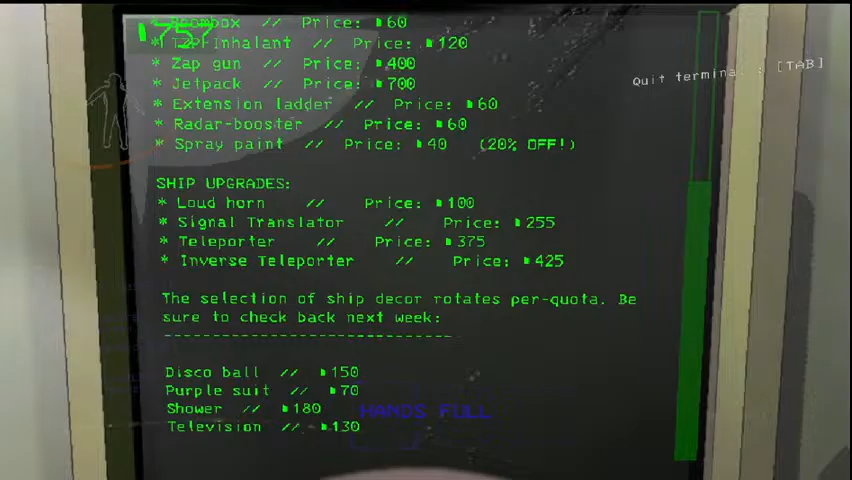 * Boombox // Price: ▮60
▮757
* TZP-Inhalant // Price: ▮120
* Zap gun // Price: ▮400
* Jetpack // Price: ▮700
* Extension ladder // Price: ▮60
* Radar-booster // Price: ▮60
* Spray paint // Price: ▮40 (20% OFF!)
Quit terminal : [TAB]
SHIP UPGRADES:
* Loud horn // Price: ▮100
* Signal Translator // Price: ▮255
* Teleporter // Price: ▮375
* Inverse Teleporter // Price: ▮425
The selection of ship decor rotates per-quota. Be
sure to check back next week:
------------------------------
Disco ball // ▮150
Purple suit // ▮70
Shower // ▮180
Television // ▮130
HANDS FULL